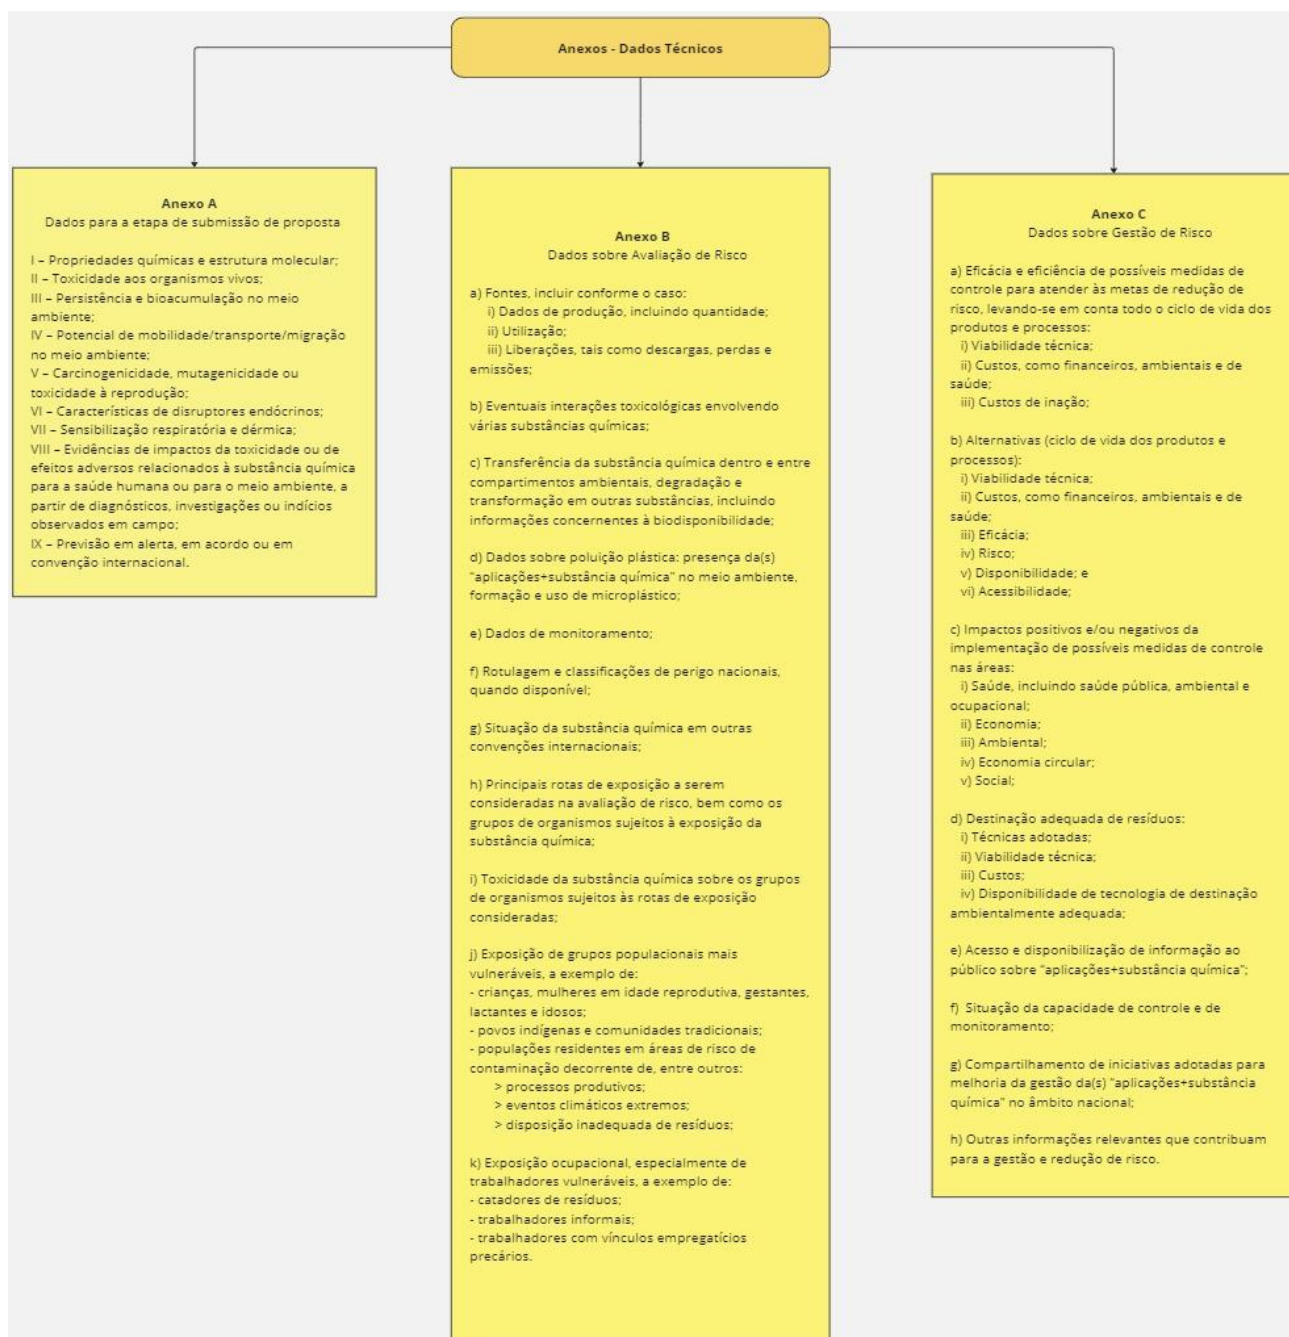 Anexos - Dados Técnicos
Anexo A
Dados para a etapa de submissão de proposta
I – Propriedades químicas e estrutura molecular;
II – Toxicidade aos organismos vivos;
III – Persistência e bioacumulação no meio
ambiente;
IV – Potencial de mobilidade/transporte/migração
no meio ambiente;
V – Carcinogenicidade, mutagenicidade ou
toxicidade à reprodução;
VI – Características de disruptores endócrinos;
VII – Sensibilização respiratória e dérmica;
VIII – Evidências de impactos da toxicidade ou de
efeitos adversos relacionados à substância química
para a saúde humana ou para o meio ambiente, a
partir de diagnósticos, investigações ou indícios
observados em campo;
IX – Previsão em alerta, em acordo ou em
convenção internacional.
Anexo B
Dados sobre Avaliação de Risco
a) Fontes, incluir conforme o caso:
i) Dados de produção, incluindo quantidade;
ii) Utilização;
iii) Liberações, tais como descargas, perdas e
emissões;
b) Eventuais interações toxicológicas envolvendo
várias substâncias químicas;
c) Transferência da substância química dentro e entre
compartimentos ambientais, degradação e
transformação em outras substâncias, incluindo
informações concernentes à biodisponibilidade;
d) Dados sobre poluição plástica: presença da(s)
"aplicações+substância química" no meio ambiente,
formação e uso de microplástico;
e) Dados de monitoramento;
f) Rotulagem e classificações de perigo nacionais,
quando disponível;
g) Situação da substância química em outras
convenções internacionais;
h) Principais rotas de exposição a serem
consideradas na avaliação de risco, bem como os
grupos de organismos sujeitos à exposição da
substância química;
i) Toxicidade da substância química sobre os grupos
de organismos sujeitos às rotas de exposição
consideradas;
j) Exposição de grupos populacionais mais
vulneráveis, a exemplo de:
- crianças, mulheres em idade reprodutiva, gestantes,
lactantes e idosos;
- povos indígenas e comunidades tradicionais;
- populações residentes em áreas de risco de
contaminação decorrente de, entre outros:
> processos produtivos;
> eventos climáticos extremos;
> disposição inadequada de resíduos;
k) Exposição ocupacional, especialmente de
trabalhadores vulneráveis, a exemplo de:
- catadores de resíduos;
- trabalhadores informais;
- trabalhadores com vínculos empregatícios
precários.
Anexo C
Dados sobre Gestão de Risco
a) Eficácia e eficiência de possíveis medidas de
controle para atender às metas de redução de
risco, levando-se em conta todo o ciclo de vida dos
produtos e processos:
i) Viabilidade técnica;
ii) Custos, como financeiros, ambientais e de
saúde;
iii) Custos de inação;
b) Alternativas (ciclo de vida dos produtos e
processos):
i) Viabilidade técnica;
ii) Custos, como financeiros, ambientais e de
saúde;
iii) Eficácia;
iv) Risco;
v) Disponibilidade; e
vi) Acessibilidade;
c) Impactos positivos e/ou negativos da
implementação de possíveis medidas de controle
nas áreas:
i) Saúde, incluindo saúde pública, ambiental e
ocupacional;
ii) Economia;
iii) Ambiental;
iv) Economia circular;
v) Social;
d) Destinação adequada de resíduos:
i) Técnicas adotadas;
ii) Viabilidade técnica;
iii) Custos;
iv) Disponibilidade de tecnologia de destinação
ambientalmente adequada;
e) Acesso e disponibilização de informação ao
público sobre "aplicações+substância química";
f) Situação da capacidade de controle e de
monitoramento;
g) Compartilhamento de iniciativas adotadas para
melhoria da gestão da(s) "aplicações+substância
química" no âmbito nacional;
h) Outras informações relevantes que contribuam
para a gestão e redução de risco.